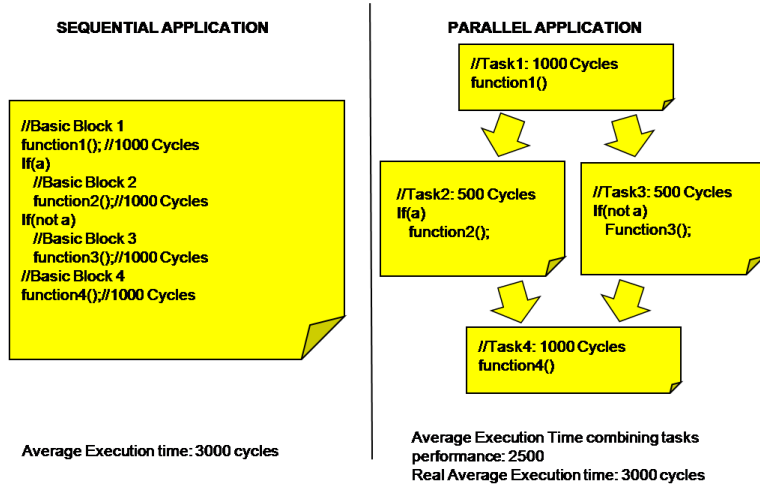 SEQUENTIAL APPLICATION
//Basic Block 1
function1(); //1000 Cycles
If(a)
//Basic Block 2
function2();//1000 Cycles
If(not a)
//Basic Block 3
function3();//1000 Cycles
//Basic Block 4
function4();//1000 Cycles
Average Execution time: 3000 cycles
PARALLEL APPLICATION
//Task1: 1000 Cycles
function1()
//Task2: 500 Cycles
If(a)
function2();
//Task3: 500 Cycles
If(not a)
Function3();
//Task4: 1000 Cycles
function4()
Average Execution Time combining tasks
performance: 2500
Real Average Execution time: 3000 cycles